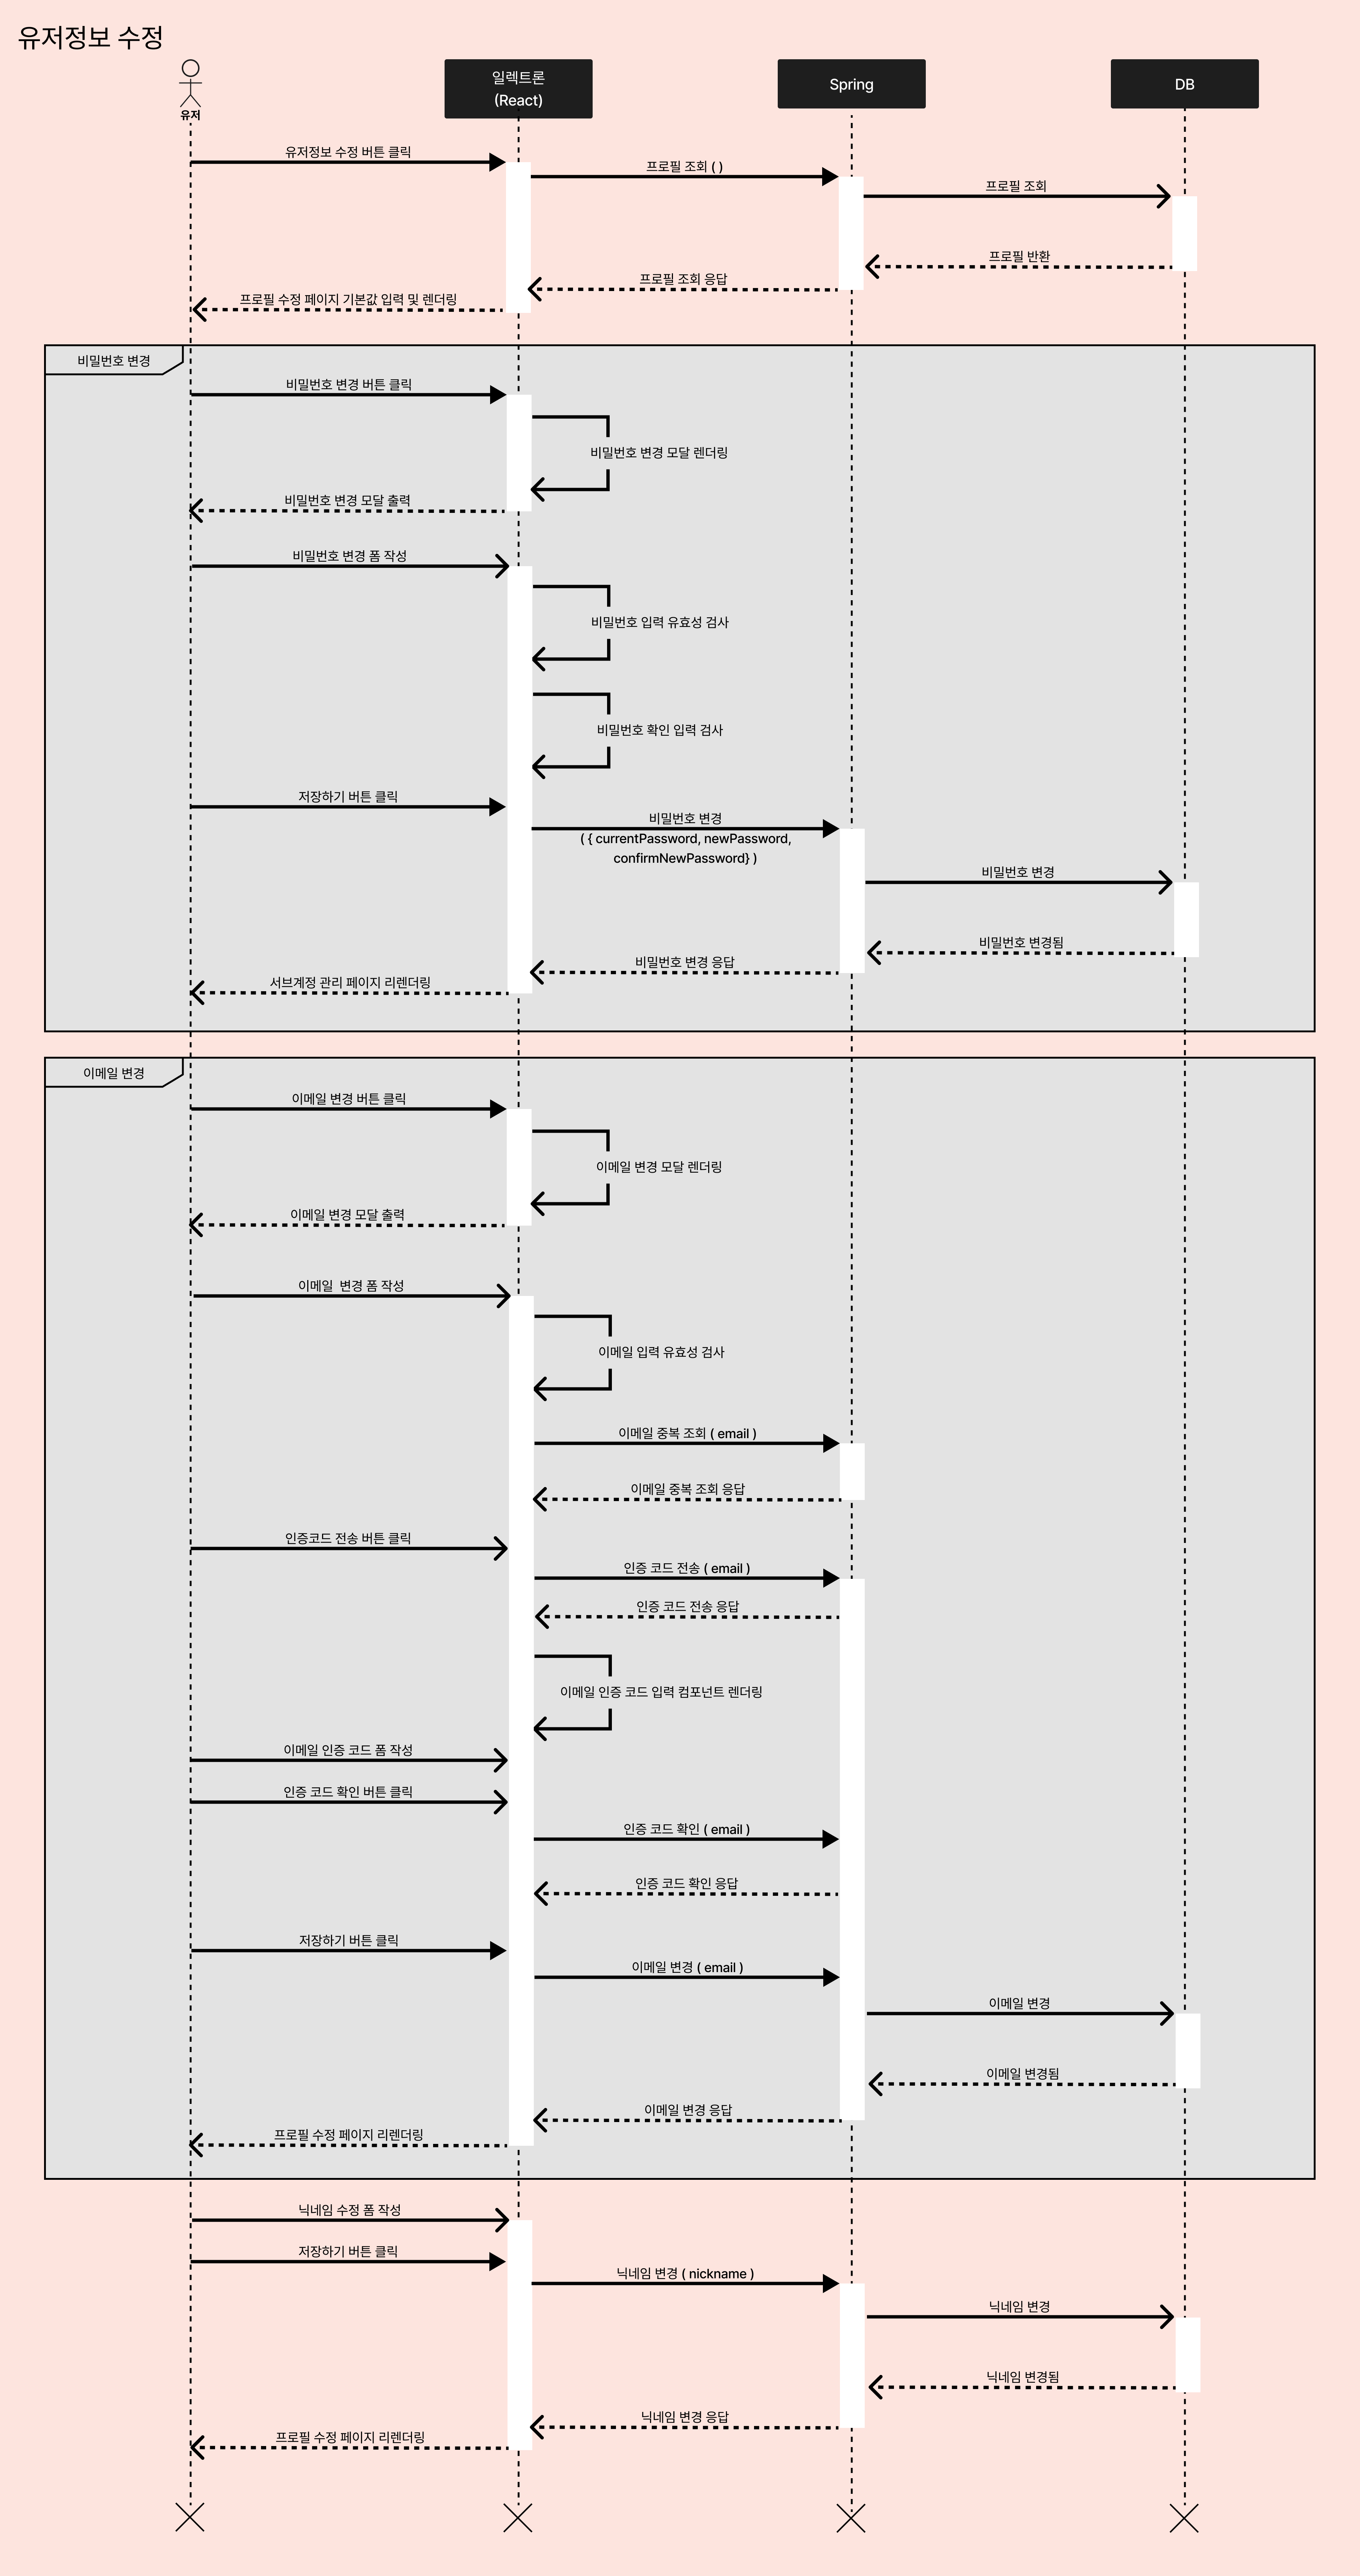 유저정보 수정
유저
일렉트론
(React)
Spring
DB
유저정보 수정 버튼 클릭
프로필 조회 ( )
프로필 조회
프로필 반환
프로필 조회 응답
프로필 수정 페이지 기본값 입력 및 렌더링
비밀번호 변경
비밀번호 변경 버튼 클릭
비밀번호 변경 모달 렌더링
비밀번호 변경 모달 출력
비밀번호 변경 폼 작성
비밀번호 입력 유효성 검사
비밀번호 확인 입력 검사
저장하기 버튼 클릭
비밀번호 변경
( { currentPassword, newPassword,
confirmNewPassword} )
비밀번호 변경
비밀번호 변경됨
비밀번호 변경 응답
서브계정 관리 페이지 리렌더링
이메일 변경
이메일 변경 버튼 클릭
이메일 변경 모달 렌더링
이메일 변경 모달 출력
이메일 변경 폼 작성
이메일 입력 유효성 검사
이메일 중복 조회 ( email )
이메일 중복 조회 응답
인증코드 전송 버튼 클릭
인증 코드 전송 ( email )
인증 코드 전송 응답
이메일 인증 코드 입력 컴포넌트 렌더링
이메일 인증 코드 폼 작성
인증 코드 확인 버튼 클릭
인증 코드 확인 ( email )
인증 코드 확인 응답
저장하기 버튼 클릭
이메일 변경 ( email )
이메일 변경
이메일 변경됨
이메일 변경 응답
프로필 수정 페이지 리렌더링
닉네임 수정 폼 작성
저장하기 버튼 클릭
닉네임 변경 ( nickname )
닉네임 변경
닉네임 변경됨
닉네임 변경 응답
프로필 수정 페이지 리렌더링